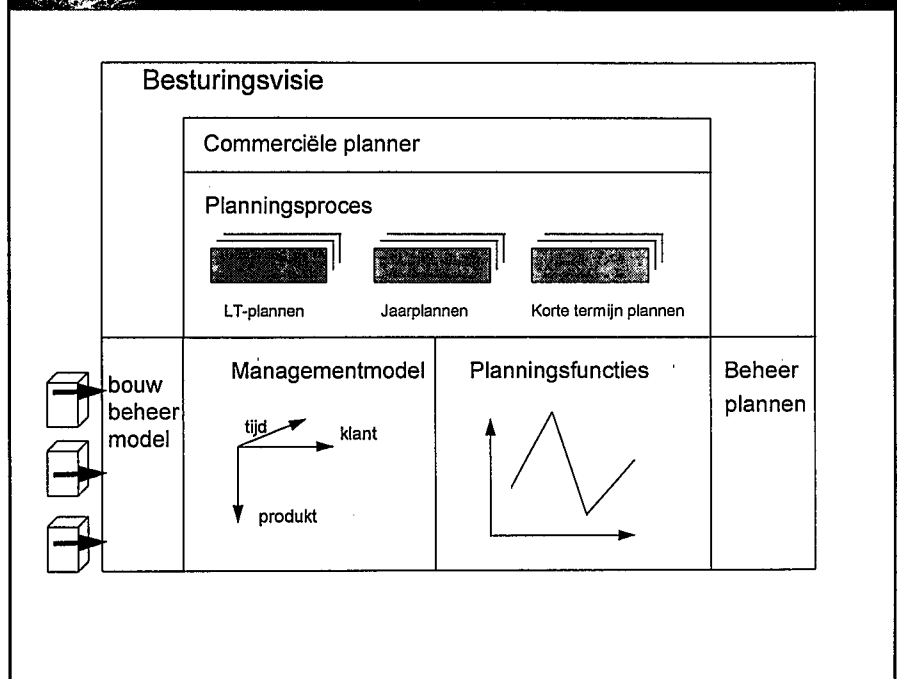 Besturingsvisie
Commerciële planner
Planningsproces
LT-plannen
Jaarplannen
Korte termijn plannen
bouw
beheer
model
Managementmodel
tijd
klant
produkt
Planningsfuncties
Beheer
plannen